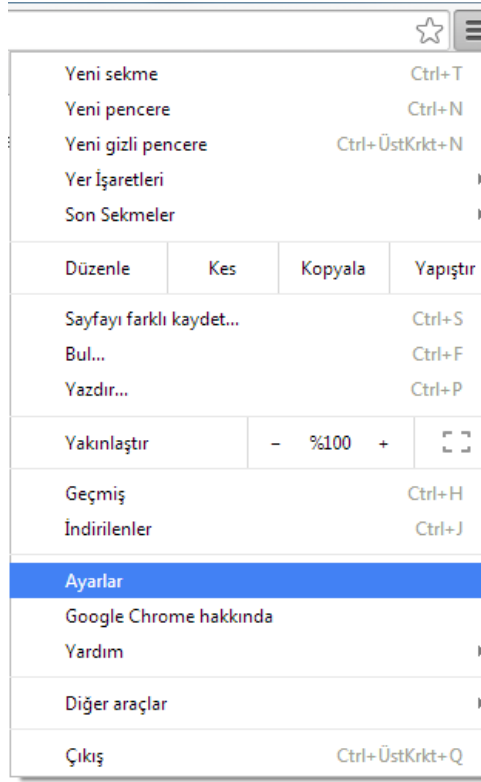 Yeni sekme Ctrl+T
Yeni pencere Ctrl+N
Yeni gizli pencere Ctrl+ÜstKrkt+N
Yer İşaretleri
Son Sekmeler
Düzenle Kes Kopyala Yapıştır
Sayfayı farklı kaydet... Ctrl+S
Bul... Ctrl+F
Yazdır... Ctrl+P
Yakınlaştır - %100 +
Geçmiş Ctrl+H
İndirilenler Ctrl+J
Ayarlar
Google Chrome hakkında
Yardım
Diğer araçlar
Çıkış Ctrl+ÜstKrkt+Q